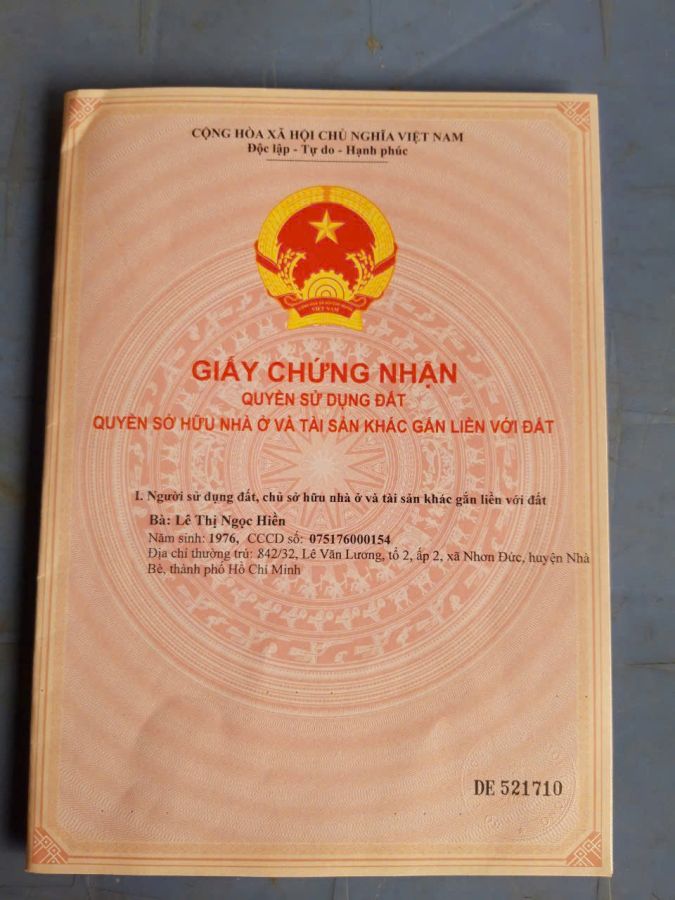 CỘNG HÒA XÃ HỘI CHỦ NGHĨA VIỆT NAM
Độc lập - Tự do - Hạnh phúc
VIỆT NAM
GIẤY CHỨNG NHẬN
QUYỀN SỬ DỤNG ĐẤT
QUYỀN SỞ HỮU NHÀ Ở VÀ TÀI SẢN KHÁC GẮN LIỀN VỚI ĐẤT
I. Người sử dụng đất, chủ sở hữu nhà ở và tài sản khác gắn liền với đất
Bà: Lê Thị Ngọc Hiền
Năm sinh: 1976, CCCD số: 075176000154
Địa chỉ thường trú: 842/32, Lê Văn Lương, tổ 2, ấp 2, xã Nhơn Đức, huyện Nhà
Bè, thành phố Hồ Chí Minh
DE 521710